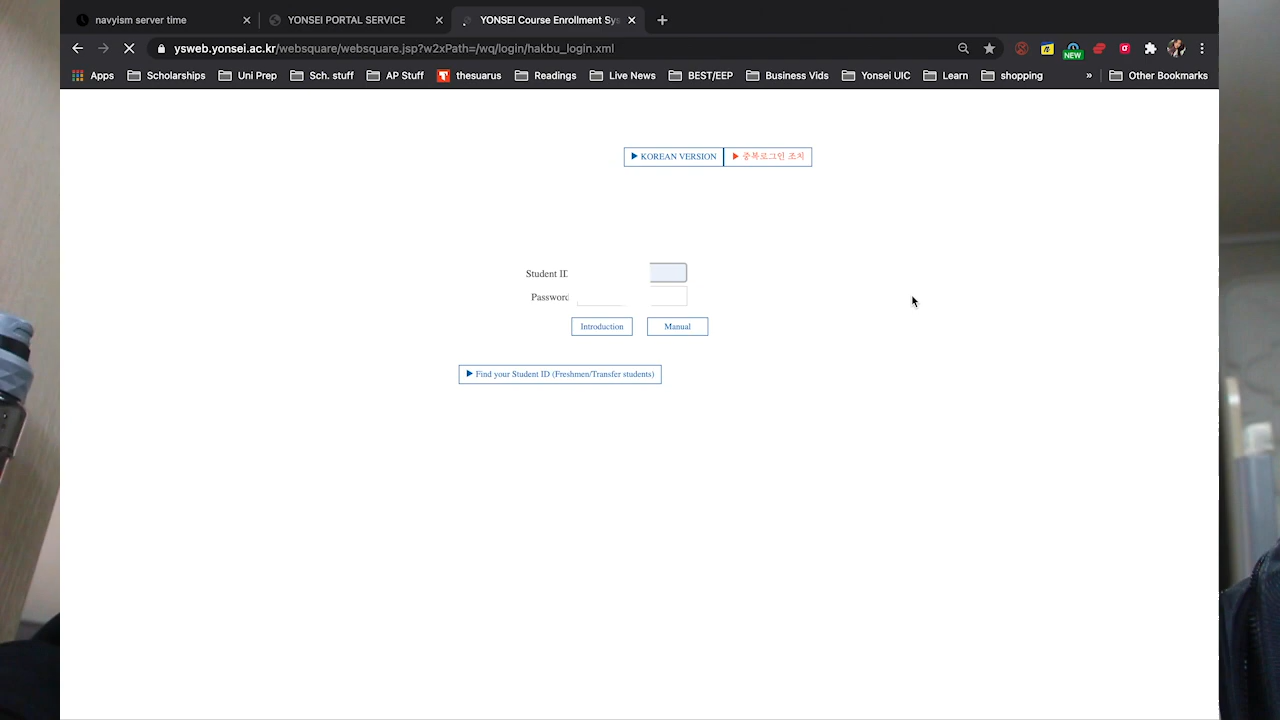 navyism server time
YONSEI PORTAL SERVICE
YONSEI Course Enrollment Sys
ysweb.yonsei.ac.kr/websquare/websquare.jsp?w2xPath=/wq/login/hakbu_login.xml
NEW
Apps
Scholarships
Uni Prep
Sch. stuff
AP Stuff
T thesuarus
Readings
Live News
BEST/EEP
Business Vids
Yonsei UIC
Learn
shopping
»
Other Bookmarks
▶ KOREAN VERSION
▶ 중복로그인 조치
Student ID
Password
Introduction
Manual
▶ Find your Student ID (Freshmen/Transfer students)